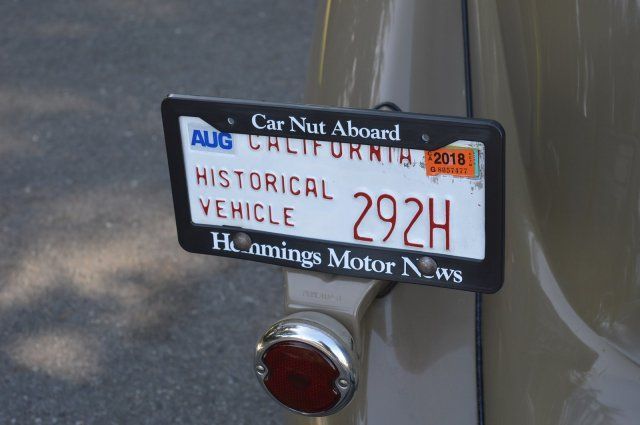 Car Nut Aboard
AUG
CALIFORNIA
2018
HISTORICAL
VEHICLE
292H
Hemmings Motor News